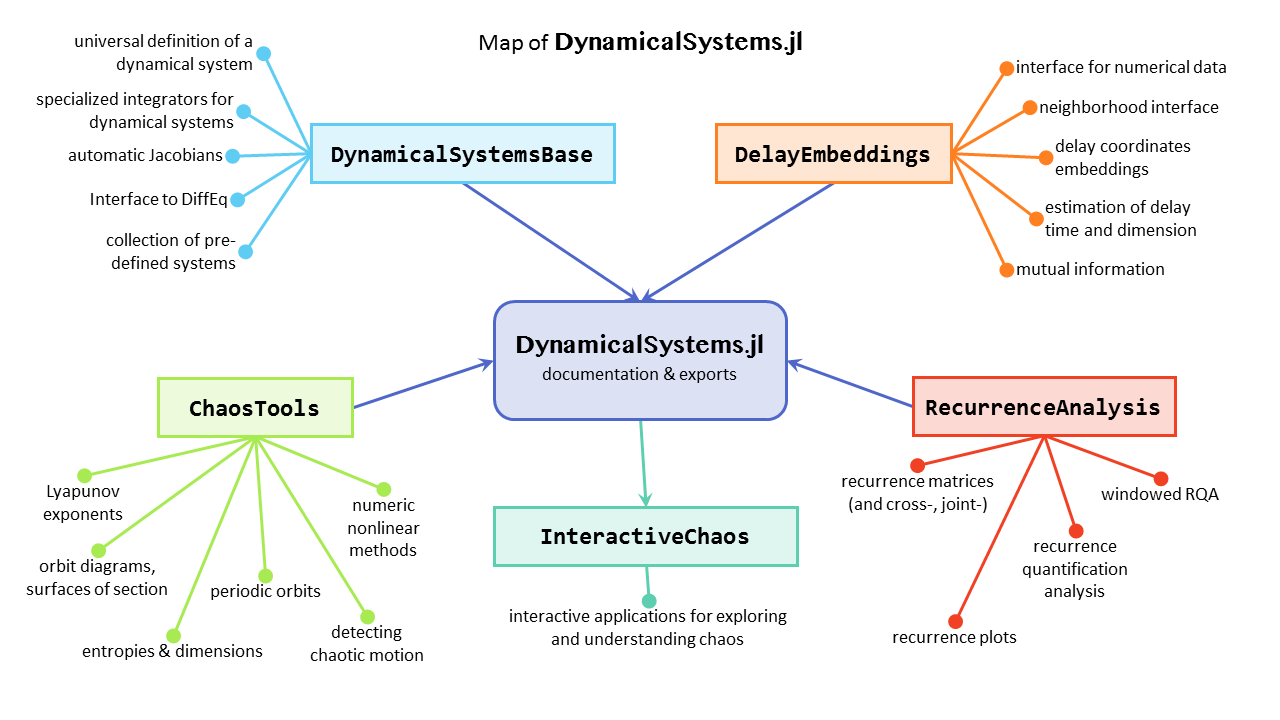 Map of DynamicalSystems.jl
universal definition of a
dynamical system
specialized integrators for
dynamical systems
automatic Jacobians
Interface to DiffEq
collection of pre-
defined systems
DynamicalSystemsBase
DelayEmbeddings
interface for numerical data
neighborhood interface
delay coordinates
embeddings
estimation of delay
time and dimension
mutual information
DynamicalSystems.jl
documentation & exports
ChaosTools
Lyapunov
exponents
orbit diagrams,
surfaces of section
entropies & dimensions
periodic orbits
detecting
chaotic motion
numeric
nonlinear
methods
InteractiveChaos
interactive applications for exploring
and understanding chaos
RecurrenceAnalysis
recurrence matrices
(and cross-, joint-)
recurrence plots
recurrence
quantification
analysis
windowed RQA